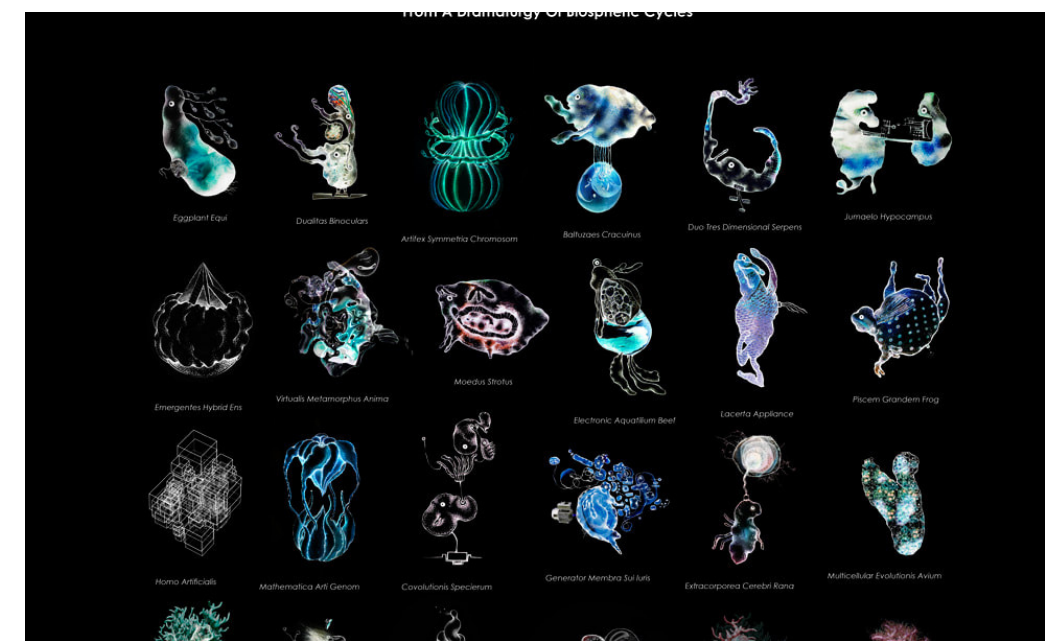 From A Dramaturgy Of Biospheric Cycles
Eggplant Equi
Dualitas Binoculars
Artifex Symmetria Chromosom
Baltuzaes Cracuinus
Duo Tres Dimensional Serpens
Jumaelo Hypocampus
Emergentes Hybrid Ens
Virtualis Metamorphus Anima
Moedus Strotus
Electronic Aquatilium Beef
Lacerta Appliance
Piscem Grandem Frog
Homo Artificialis
Mathematica Arti Genom
Covolutionis Specierum
Generator Membra Sui Iuris
Extracorporea Cerebri Rana
Multicellular Evolutionis Avium